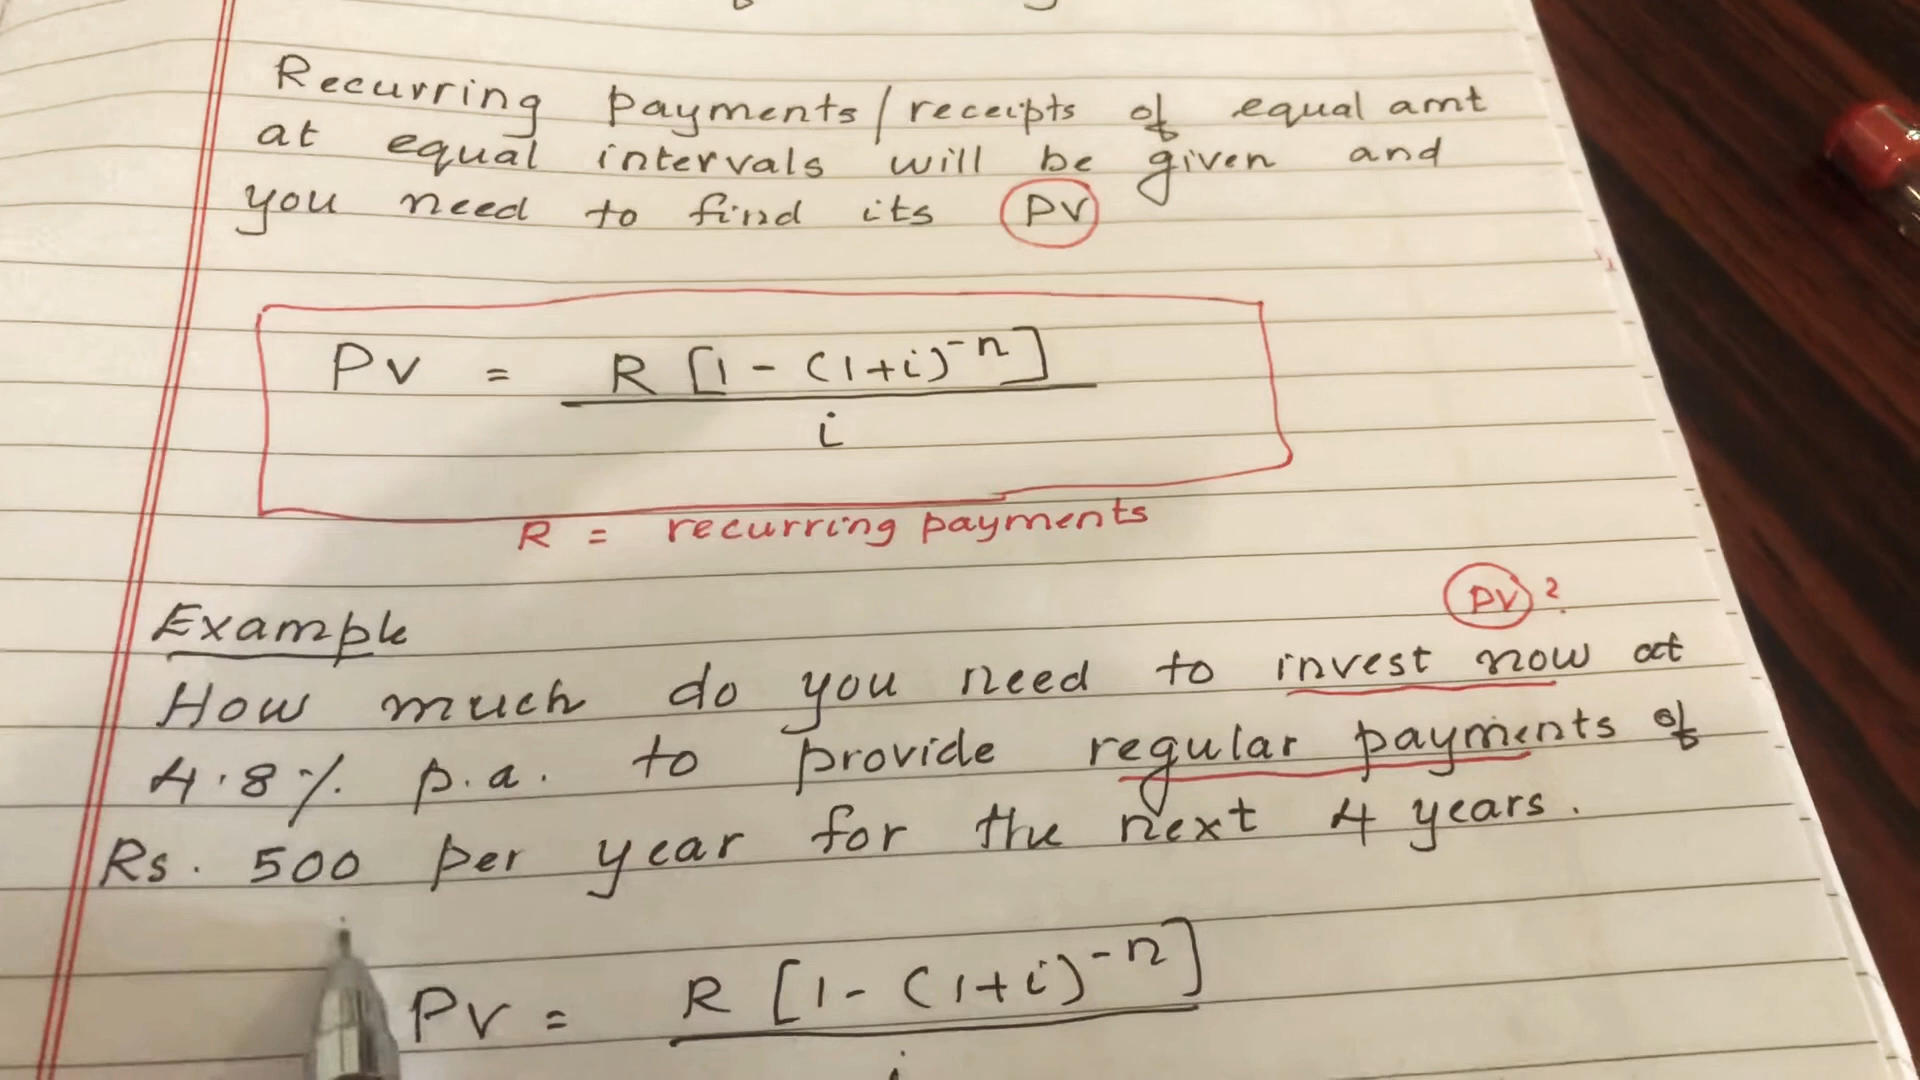 Recurring payments/receipts of equal amt
at equal intervals will be given and
you need to find its PV
PV = R [1 - (1+i)^-n]
i
R = recurring payments
PV ?
Example
How much do you need to invest now at
4.8% p.a. to provide regular payments of
Rs. 500 per year for the next 4 years.
PV = R [1 - (1+i)^-n]
i